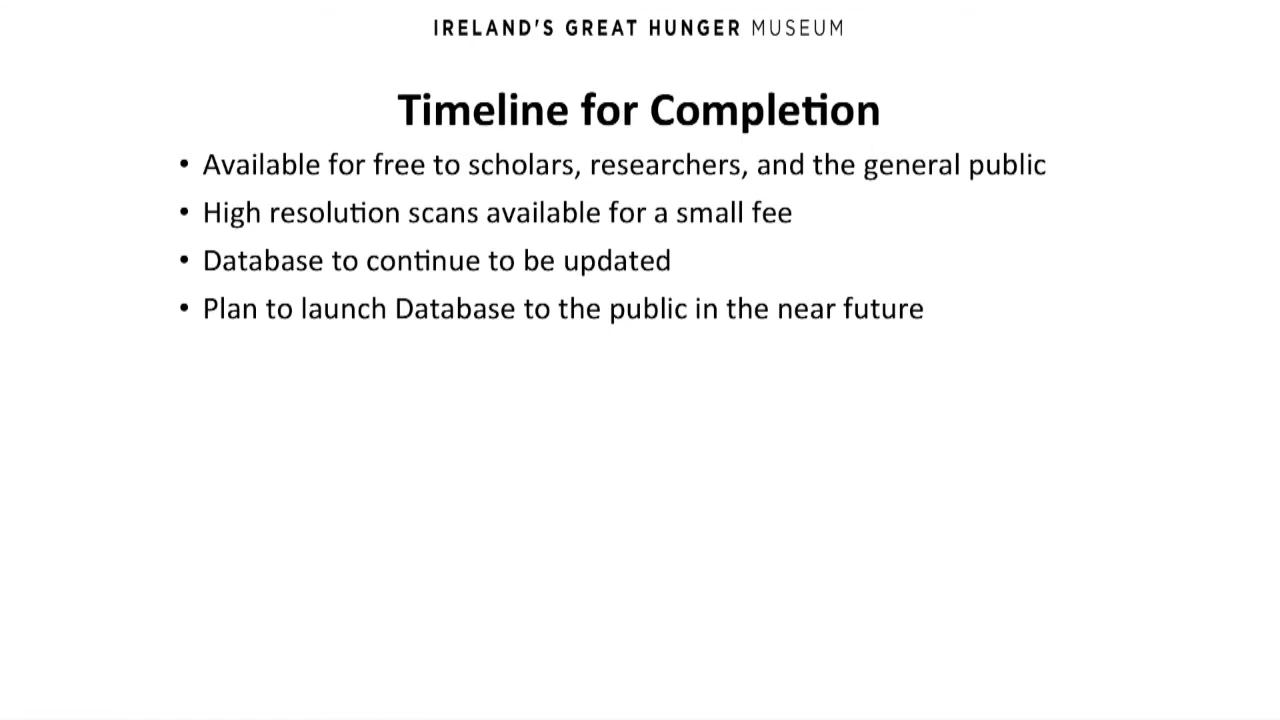 IRELAND'S GREAT HUNGER MUSEUM
Timeline for Completion
• Available for free to scholars, researchers, and the general public
• High resolution scans available for a small fee
• Database to continue to be updated
• Plan to launch Database to the public in the near future